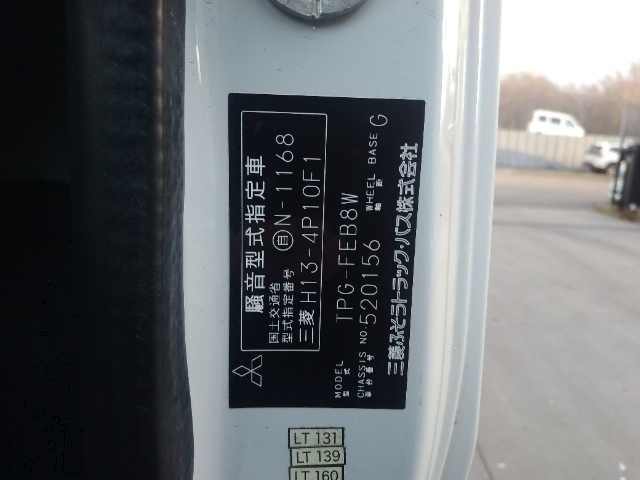 騒音型式指定車
国土交通省
型式指定番号 自 N-1168
三菱 H13-4P10F1
MODEL
型式 TPG-FEB8W
CHASSIS NO. 520156 WHEEL BASE G
車台番号 軸距
三菱ふそうトラック・バス株式会社
LT 131
LT 139
LT 160